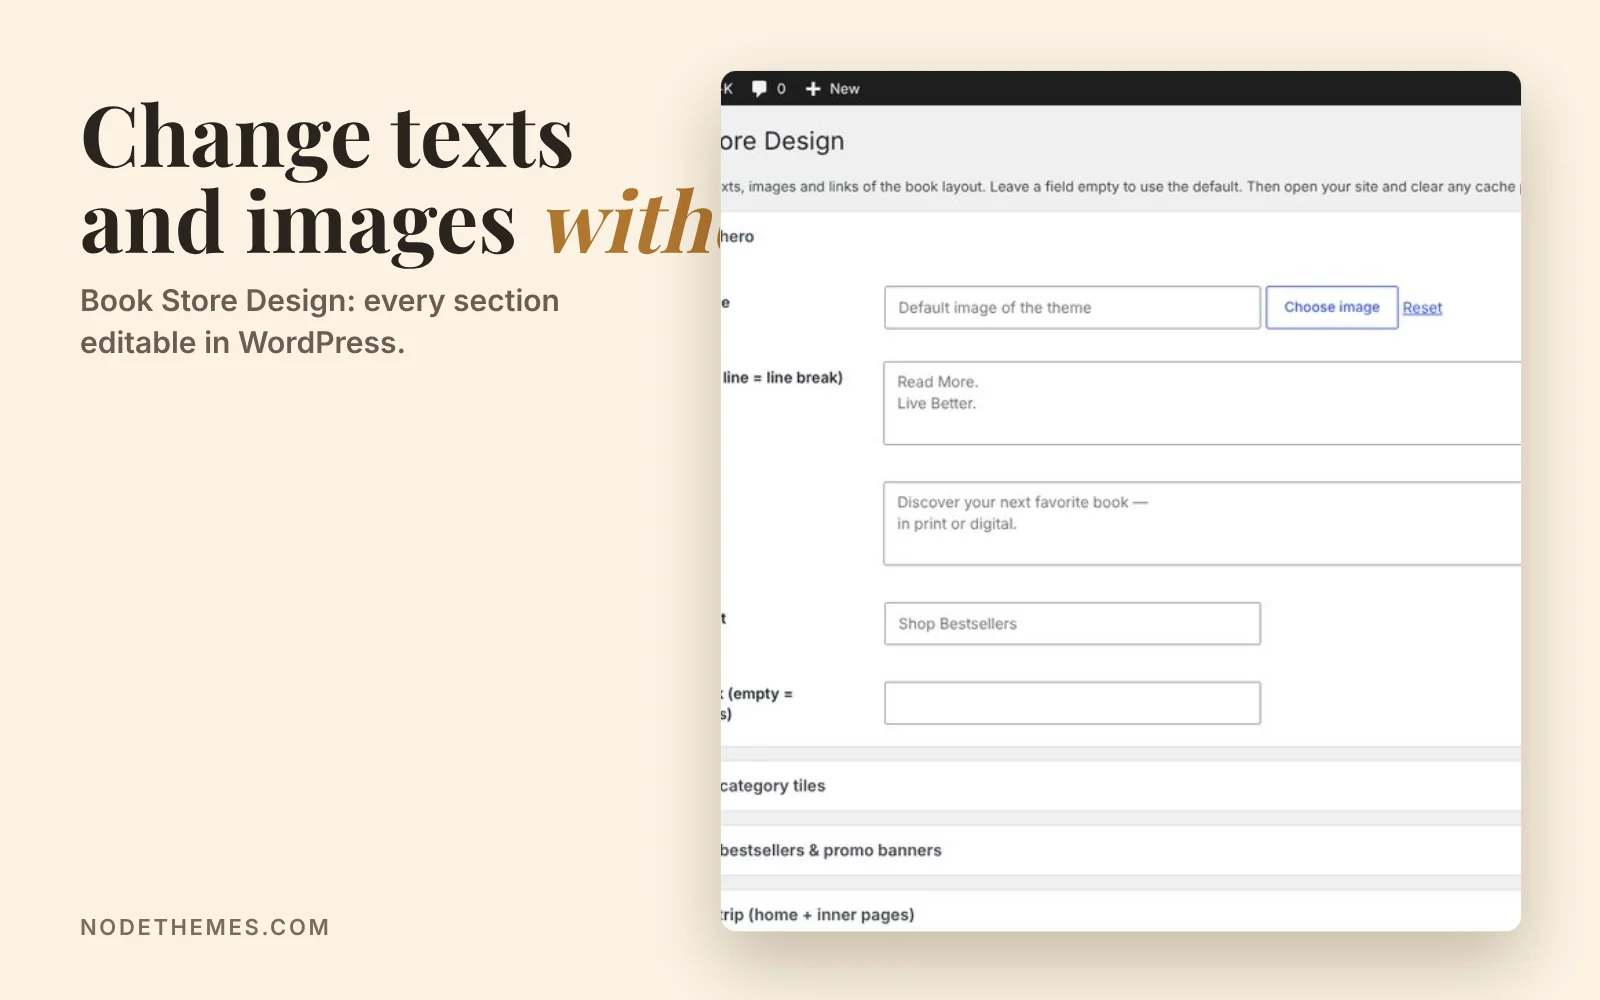 Change texts
and images with
Book Store Design: every section
editable in WordPress.
NODETHEMES.COM
K 0 New
ore Design
xts, images and links of the book layout. Leave a field empty to use the default. Then open your site and clear any cache
hero
e Default image of the theme Choose image Reset
line = line break) Read More.
Live Better.
Discover your next favorite book —
in print or digital.
t Shop Bestsellers
(empty =
s)
category tiles
bestsellers & promo banners
trip (home + inner pages)